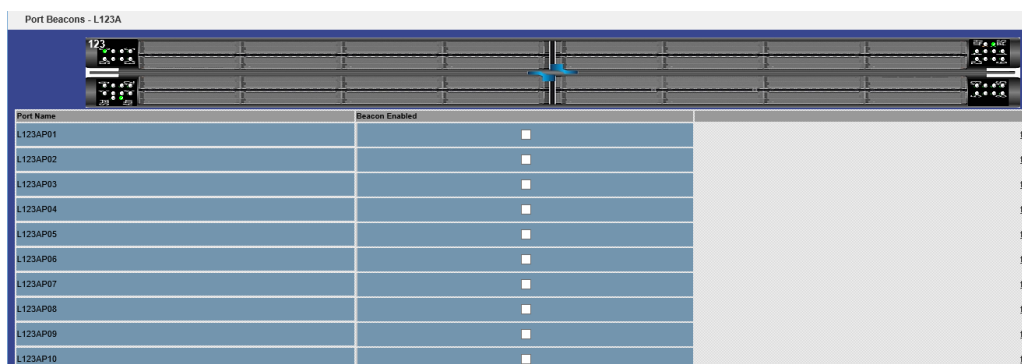 Port Beacons - L123A
123
Port Name Beacon Enabled
L123AP01
L123AP02
L123AP03
L123AP04
L123AP05
L123AP06
L123AP07
L123AP08
L123AP09
L123AP10